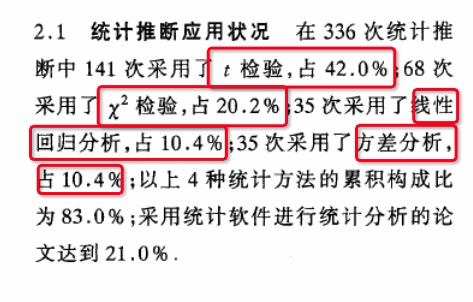 2.1 统计推断应用状况 在 336 次统计推
断中 141 次采用了 t 检验,占 42.0%;68 次
采用了 χ² 检验,占 20.2%;35 次采用了线性
回归分析,占 10.4%;35 次采用了方差分析,
占 10.4%;以上 4 种统计方法的累积构成比
为 83.0%;采用统计软件进行统计分析的论
文达到 21.0%.